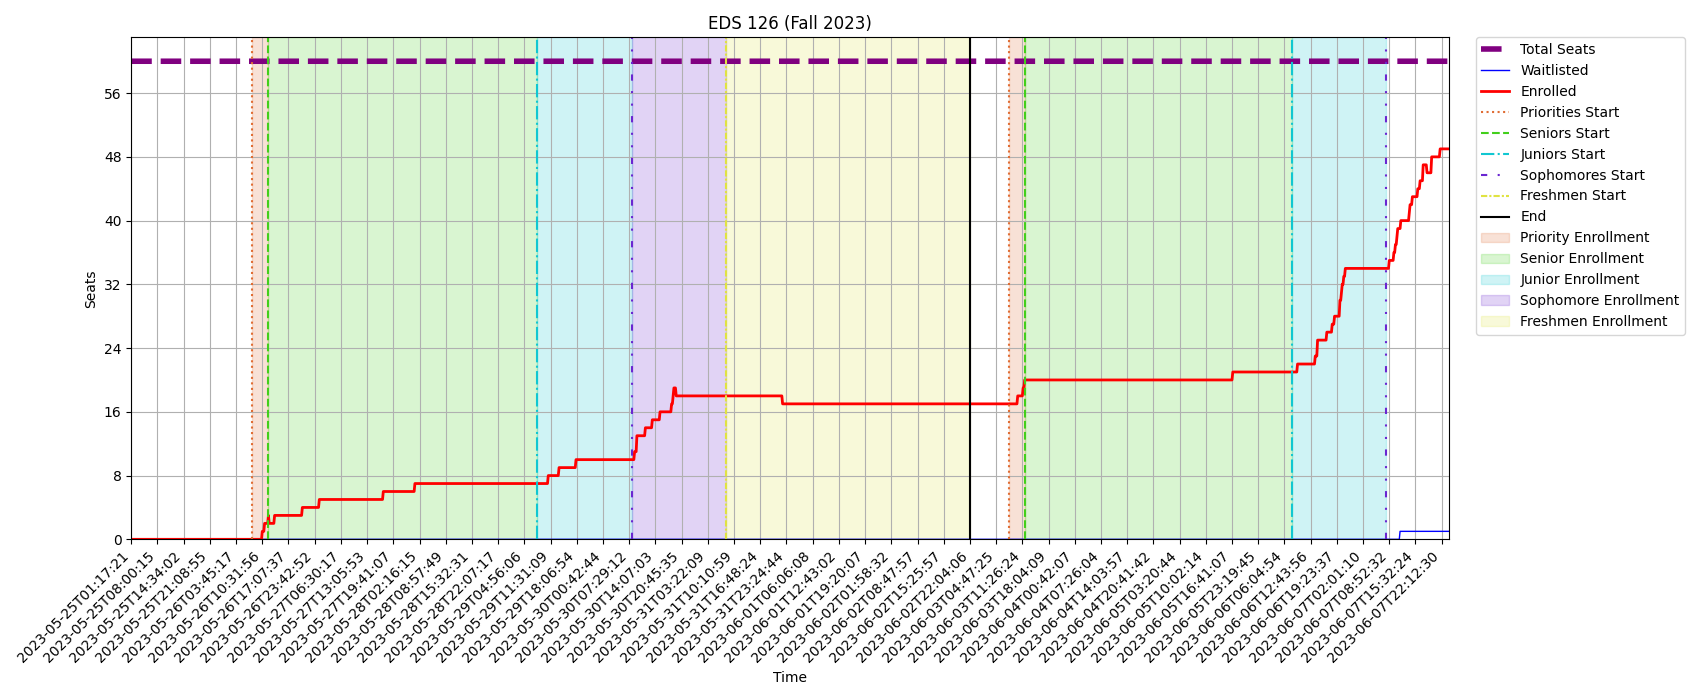 EDS 126 (Fall 2023)
Seats
56
48
40
32
24
16
8
0
2023-05-25T01:17:21
2023-05-25T08:00:15
2023-05-25T14:34:02
2023-05-25T21:08:55
2023-05-26T03:45:17
2023-05-26T10:31:56
2023-05-26T17:07:37
2023-05-26T23:42:52
2023-05-27T06:30:17
2023-05-27T13:05:53
2023-05-27T19:41:07
2023-05-28T02:16:15
2023-05-28T08:57:49
2023-05-28T15:32:31
2023-05-28T22:07:17
2023-05-29T04:56:06
2023-05-29T11:31:09
2023-05-29T18:06:54
2023-05-30T00:42:44
2023-05-30T07:29:12
2023-05-30T14:07:03
2023-05-30T20:45:35
2023-05-31T03:22:09
2023-05-31T10:10:59
2023-05-31T16:48:24
2023-05-31T23:24:44
2023-06-01T06:06:08
2023-06-01T12:43:02
2023-06-01T19:20:07
2023-06-02T01:58:32
2023-06-02T08:47:57
2023-06-02T15:25:57
2023-06-02T22:04:06
2023-06-03T04:47:25
2023-06-03T11:26:24
2023-06-03T18:04:09
2023-06-04T00:42:07
2023-06-04T07:26:04
2023-06-04T14:03:57
2023-06-04T20:41:42
2023-06-05T03:20:44
2023-06-05T10:02:14
2023-06-05T16:41:07
2023-06-05T23:19:45
2023-06-06T06:04:54
2023-06-06T12:43:56
2023-06-06T19:23:37
2023-06-07T02:01:10
2023-06-07T08:52:32
2023-06-07T15:32:24
2023-06-07T22:12:30
Time
Total Seats
Waitlisted
Enrolled
Priorities Start
Seniors Start
Juniors Start
Sophomores Start
Freshmen Start
End
Priority Enrollment
Senior Enrollment
Junior Enrollment
Sophomore Enrollment
Freshmen Enrollment